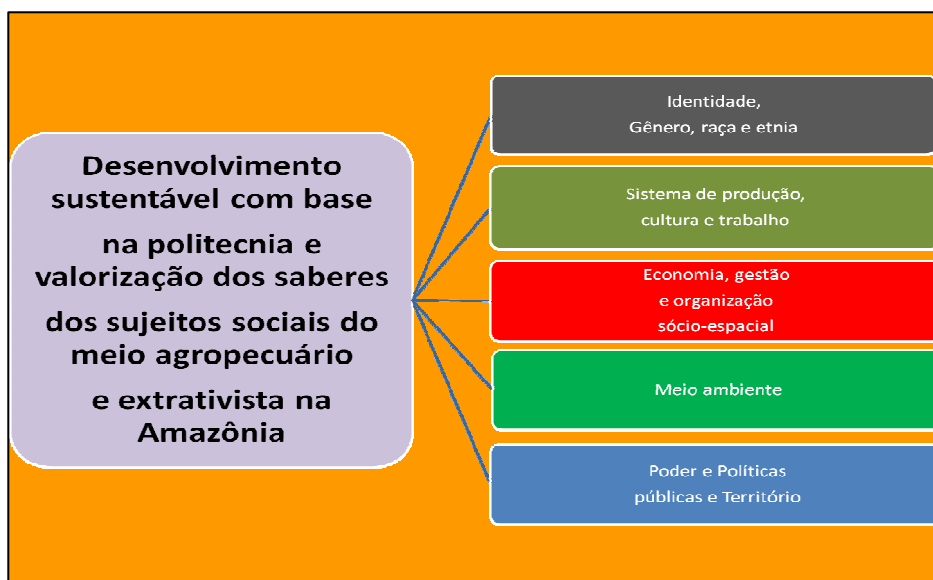 Desenvolvimento
sustentável com base
na politecnia e
valorização dos saberes
dos sujeitos sociais do
meio agropecuário
e extrativista na
Amazônia
Identidade,
Gênero, raça e etnia
Sistema de produção,
cultura e trabalho
Economia, gestão
e organização
sócio-espacial
Meio ambiente
Poder e Políticas
públicas e Território